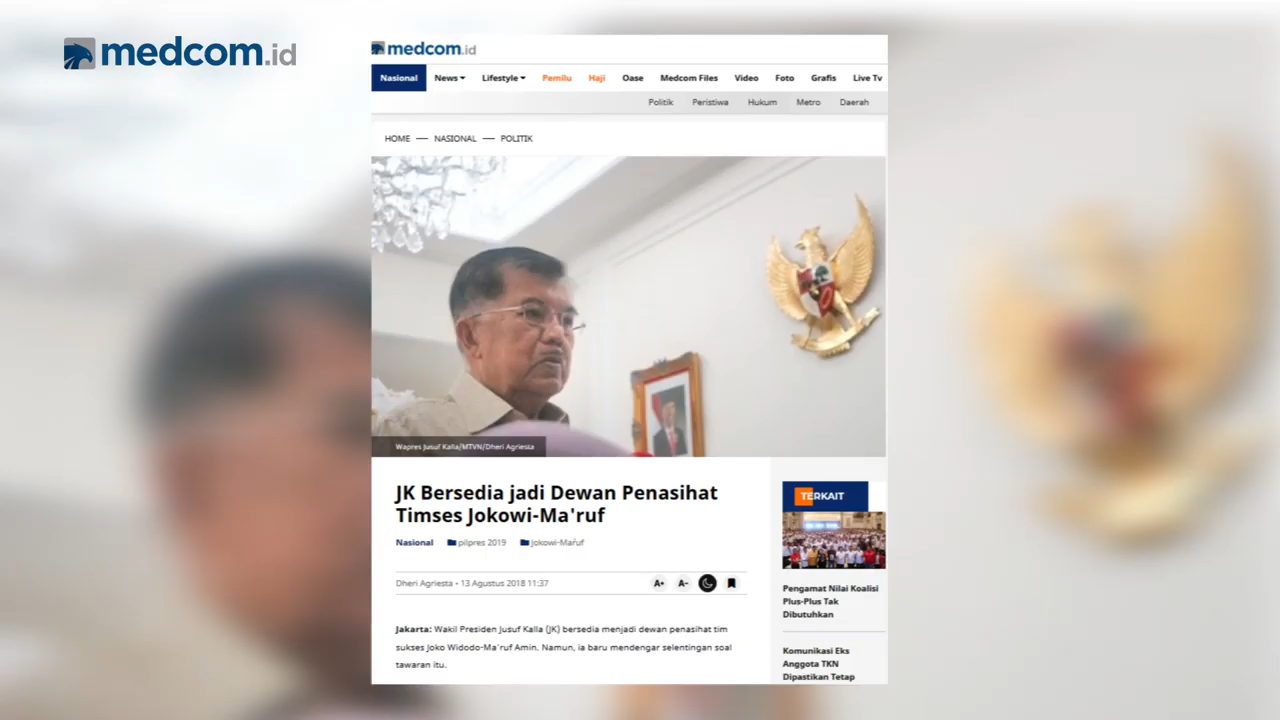 medcom.id
medcom.id
Nasional News Lifestyle Pemilu Haji Oase Medcom Files Video Foto Grafis Live Tv
Politik Peristiwa Hukum Metro Daerah
HOME — NASIONAL — POLITIK
Wapres Jusuf Kalla/MTVN/Dheri Agriesta
JK Bersedia jadi Dewan Penasihat
Timses Jokowi-Ma'ruf
Nasional pilpres 2019 Jokowi-Ma'ruf
Dheri Agriesta • 13 Agustus 2018 11:37
A+ A-
Jakarta: Wakil Presiden Jusuf Kalla (JK) bersedia menjadi dewan penasihat tim
sukses Joko Widodo-Ma'ruf Amin. Namun, ia baru mendengar selentingan soal
tawaran itu.
TERKAIT
Pengamat Nilai Koalisi
Plus-Plus Tak
Dibutuhkan
Komunikasi Eks
Anggota TKN
Dipastikan Tetap